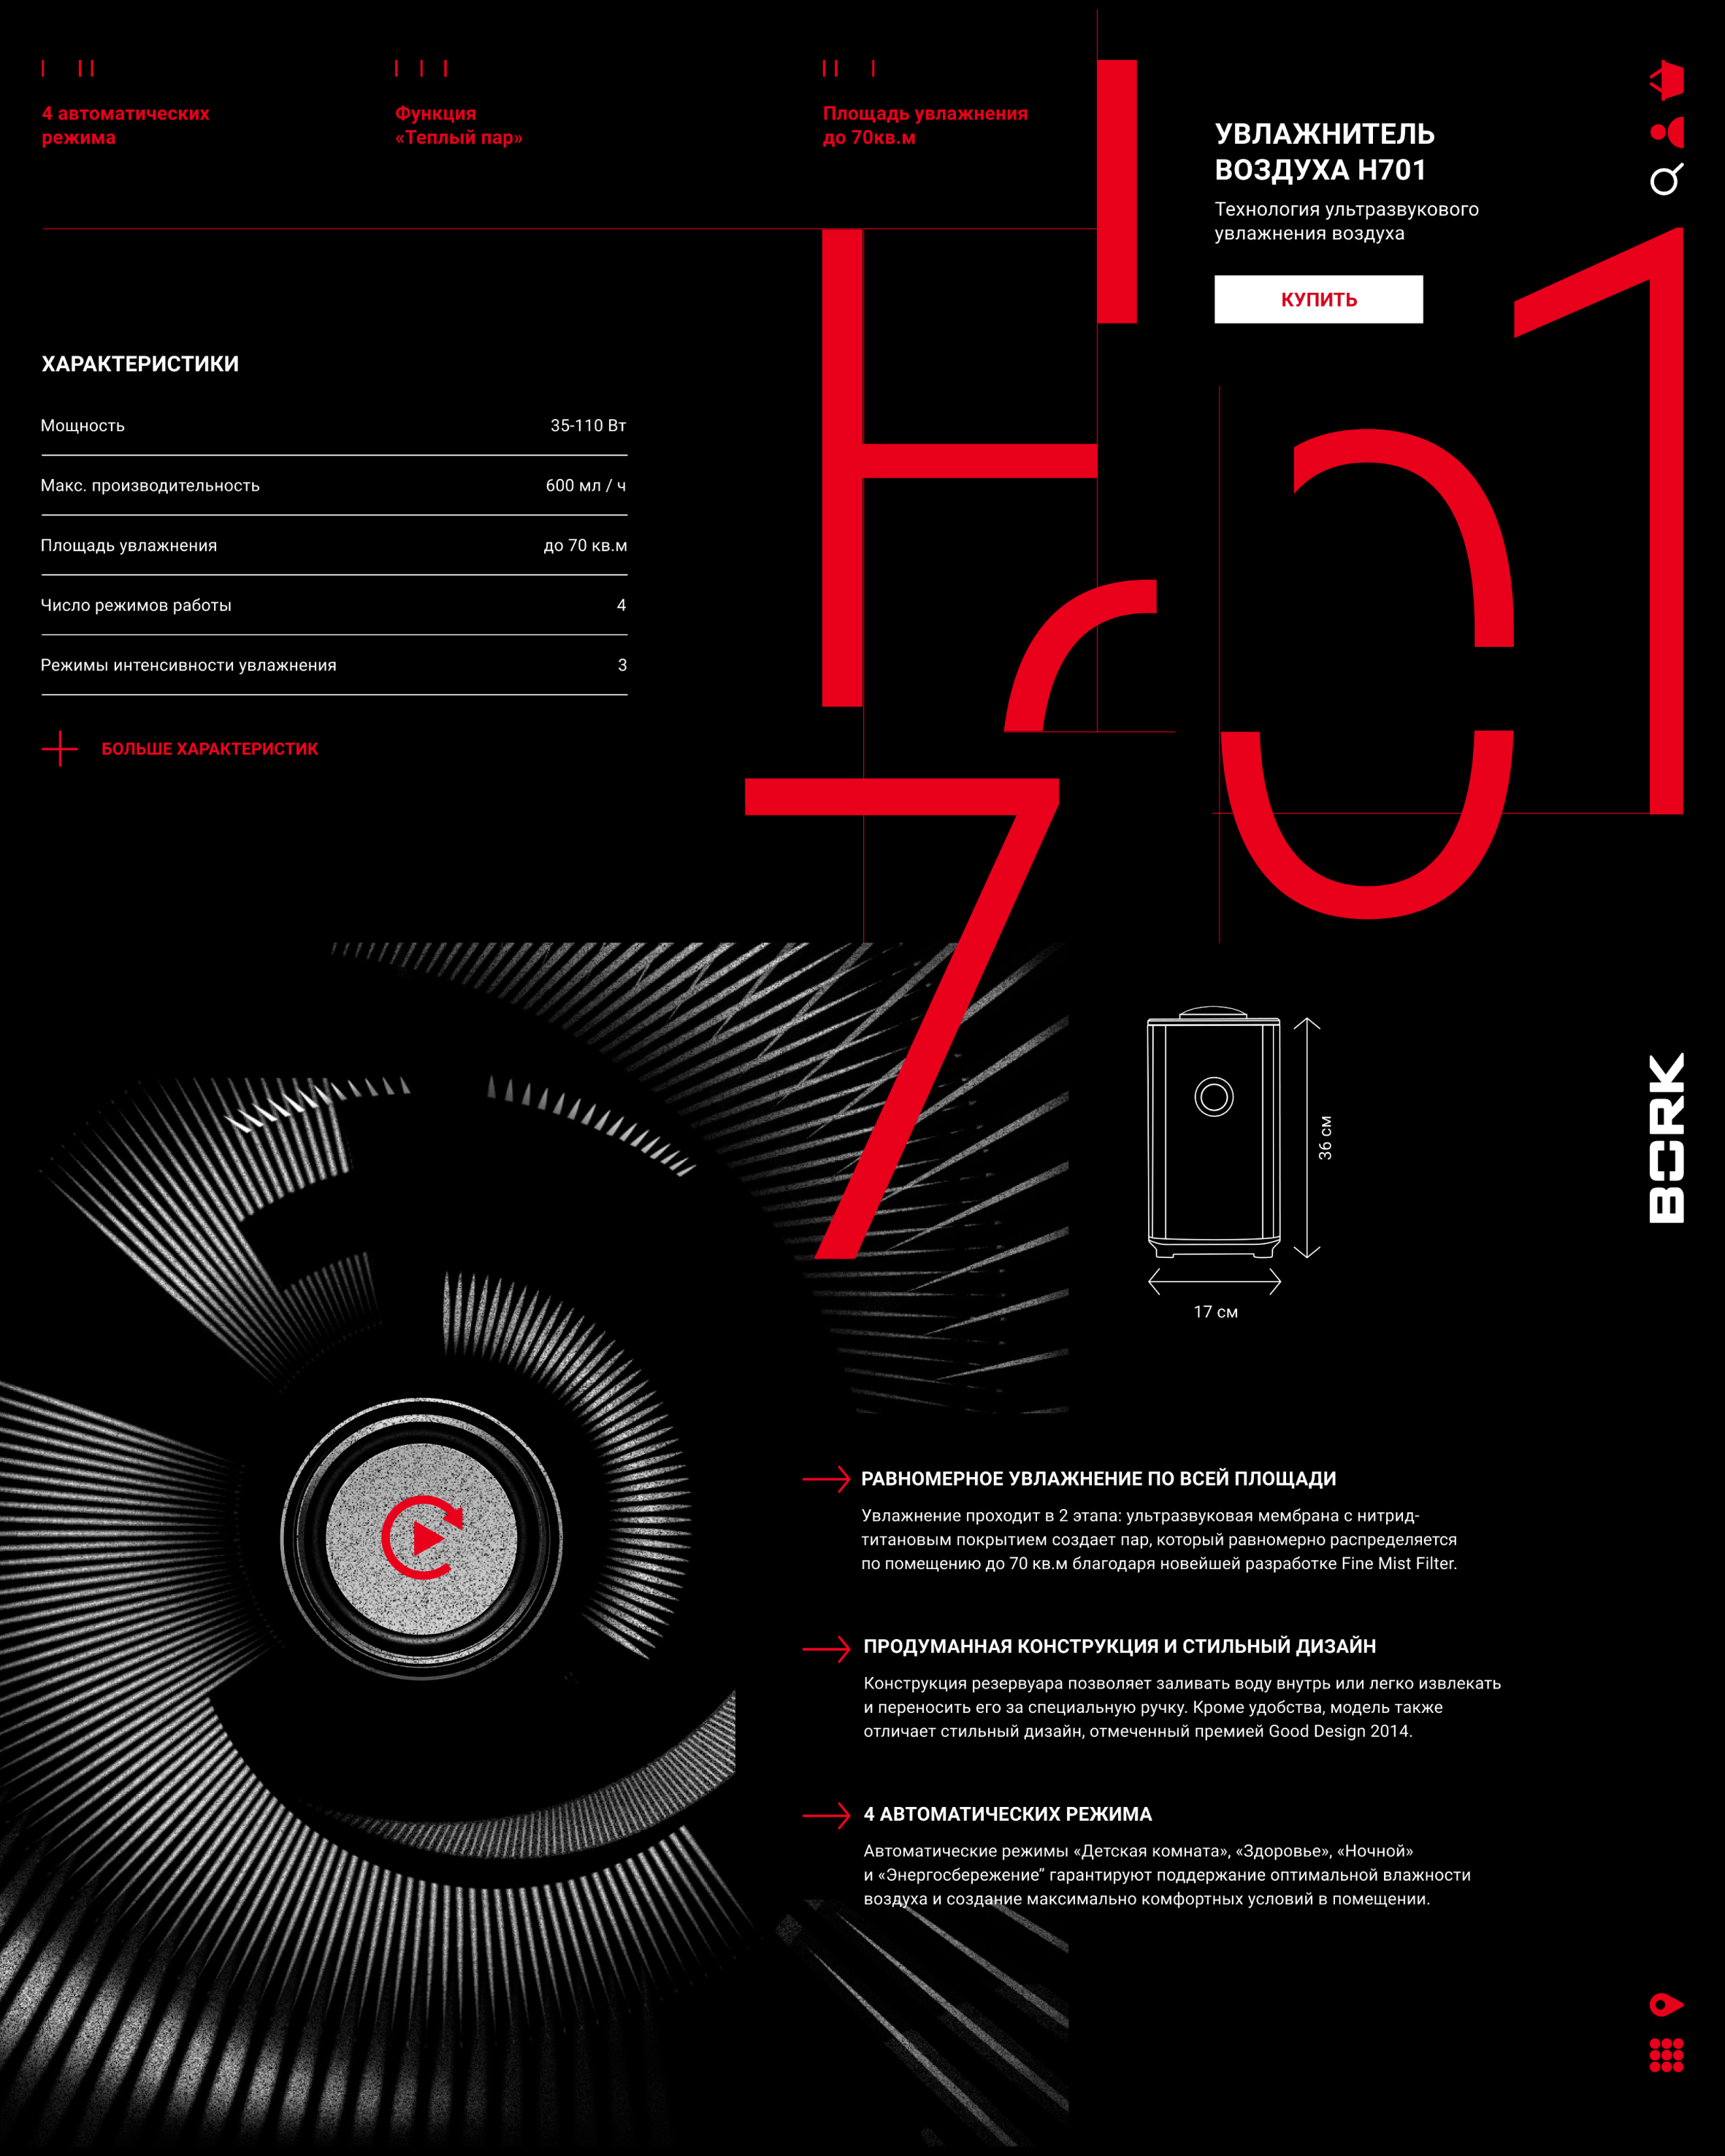 4 автоматических
режима
Функция
«Теплый пар»
Площадь увлажнения
до 70кв.м
УВЛАЖНИТЕЛЬ
ВОЗДУХА H701
Технология ультразвукового
увлажнения воздуха
КУПИТЬ
H701
ХАРАКТЕРИСТИКИ
Мощность 35-110 Вт
Макс. производительность 600 мл / ч
Площадь увлажнения до 70 кв.м
Число режимов работы 4
Режимы интенсивности увлажнения 3
БОЛЬШЕ ХАРАКТЕРИСТИК
36 см
17 см
BORK
РАВНОМЕРНОЕ УВЛАЖНЕНИЕ ПО ВСЕЙ ПЛОЩАДИ
Увлажнение проходит в 2 этапа: ультразвуковая мембрана с нитрид-
титановым покрытием создает пар, который равномерно распределяется
по помещению до 70 кв.м благодаря новейшей разработке Fine Mist Filter.
ПРОДУМАННАЯ КОНСТРУКЦИЯ И СТИЛЬНЫЙ ДИЗАЙН
Конструкция резервуара позволяет заливать воду внутрь или легко извлекать
и переносить его за специальную ручку. Кроме удобства, модель также
отличает стильный дизайн, отмеченный премией Good Design 2014.
4 АВТОМАТИЧЕСКИХ РЕЖИМА
Автоматические режимы «Детская комната», «Здоровье», «Ночной»
и «Энергосбережение” гарантируют поддержание оптимальной влажности
воздуха и создание максимально комфортных условий в помещении.